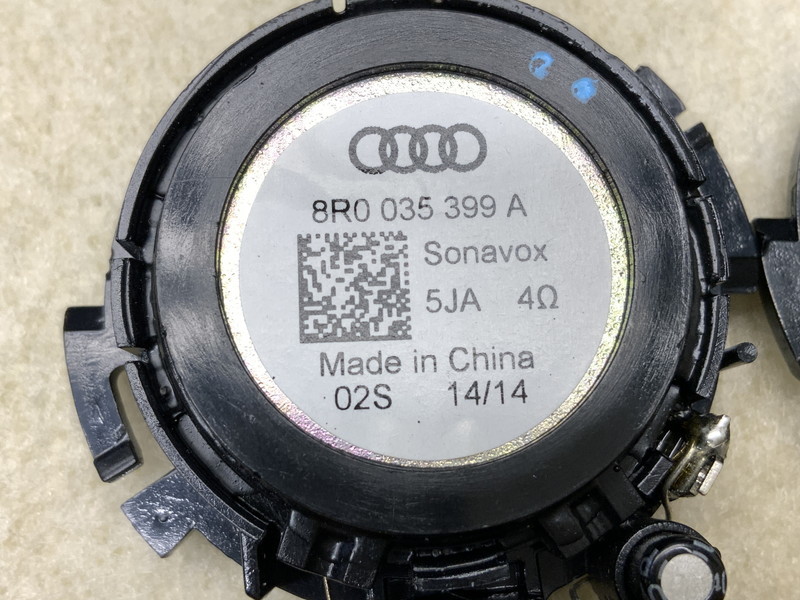 8R0 035 399 A
Sonavox
5JA 4Ω
Made in China
02S 14/14